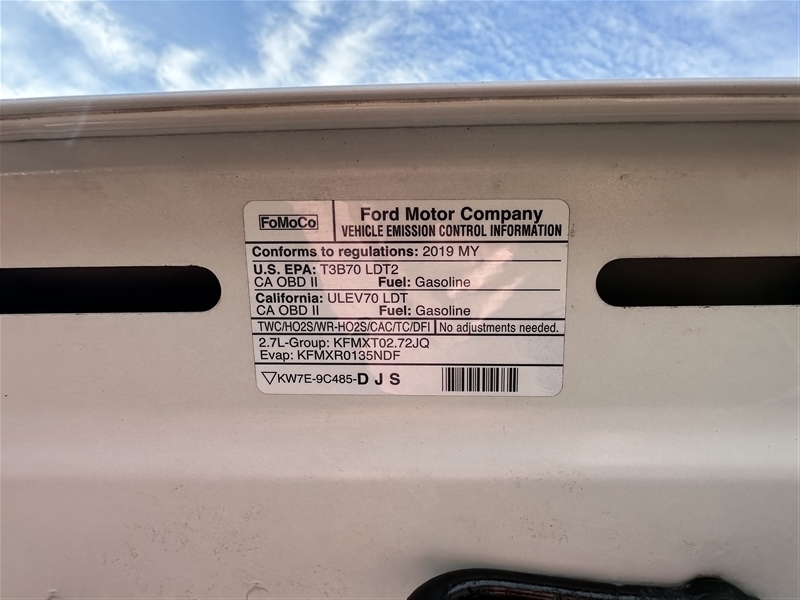 FoMoCo
Ford Motor Company
VEHICLE EMISSION CONTROL INFORMATION
Conforms to regulations: 2019 MY
U.S. EPA: T3B70 LDT2
CA OBD II Fuel: Gasoline
California: ULEV70 LDT
CA OBD II Fuel: Gasoline
TWC/HO2S/WR-HO2S/CAC/TC/DFI No adjustments needed.
2.7L-Group: KFMXT02.72JQ
Evap: KFMXR0135NDF
KW7E-9C485-D J S